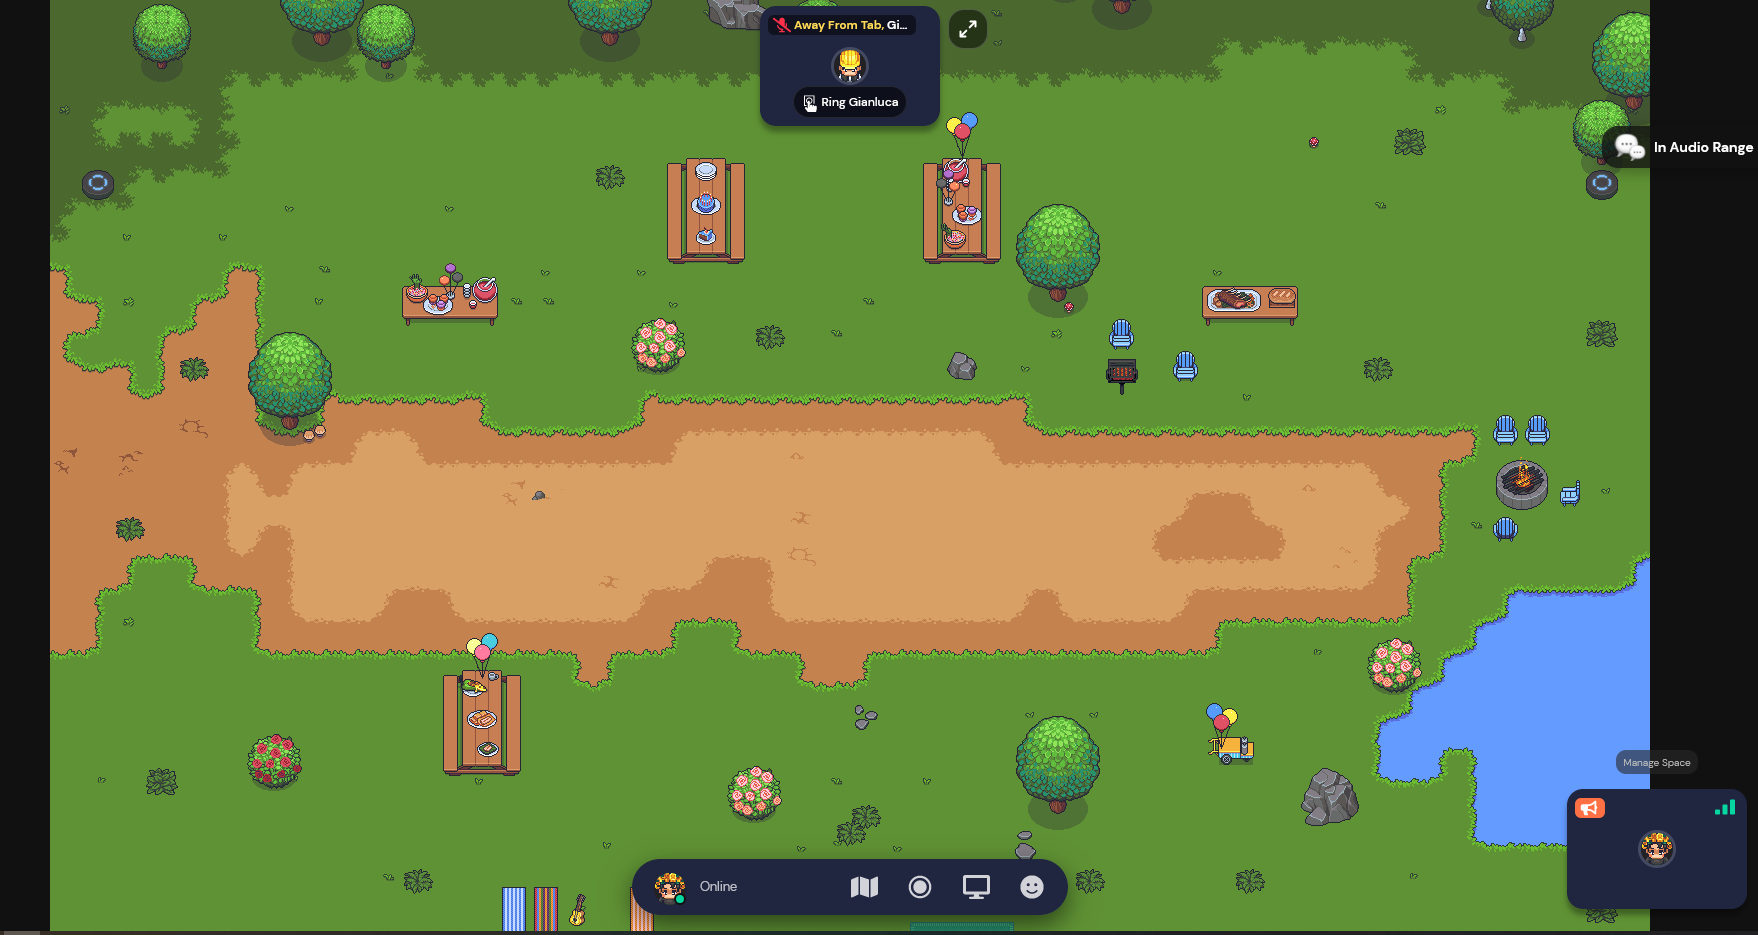 Away From Tab, Gi...
Ring Gianluca
In Audio Range
Manage Space
Online